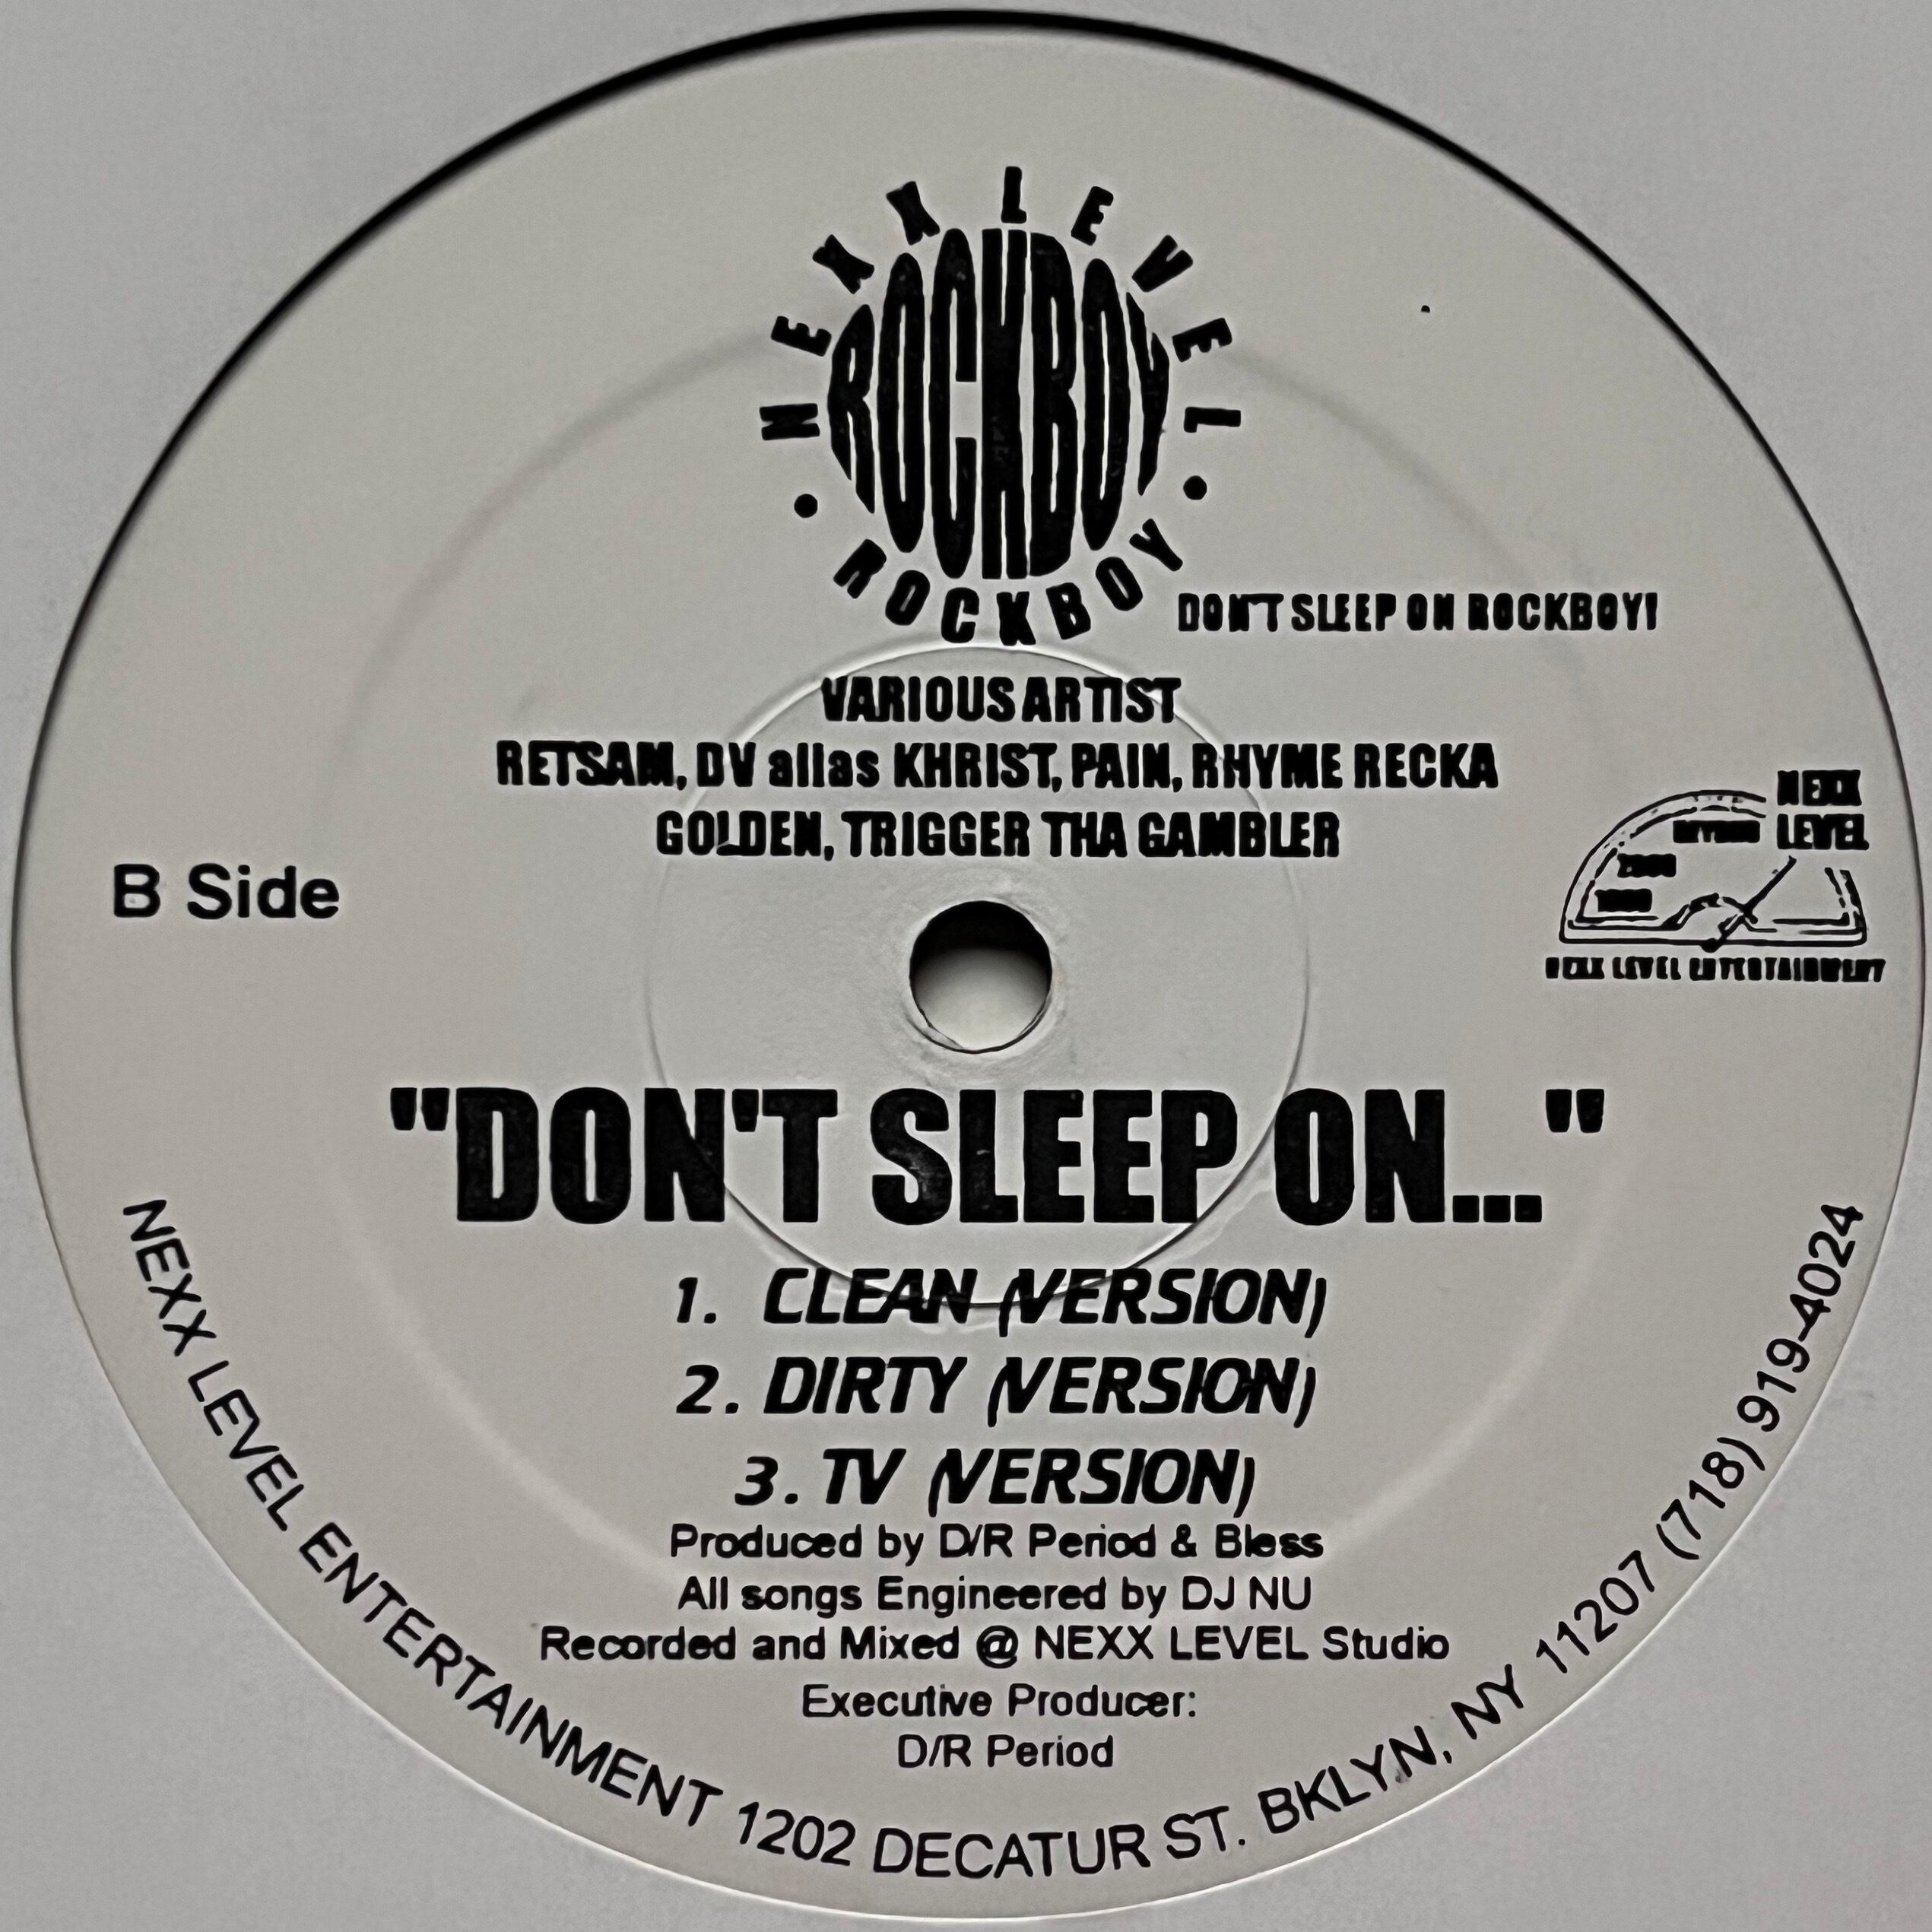 NEXX LEVEL
ROCKBOY
• ROCKBOY •
DON'T SLEEP ON ROCKBOY!
VARIOUS ARTIST
RETSAM, DV alias KHRIST, PAIN, RHYME RECKA
GOLDEN, TRIGGER THA GAMBLER
B Side
NEXX
LEVEL
BEYOND
2000
NEXX LEVEL ENTERTAINMENT
"DON'T SLEEP ON..."
1. CLEAN (VERSION)
2. DIRTY (VERSION)
3. TV (VERSION)
Produced by D/R Period & Bless
All songs Engineered by DJ NU
Recorded and Mixed @ NEXX LEVEL Studio
Executive Producer:
D/R Period
NEXX LEVEL ENTERTAINMENT 1202 DECATUR ST. BKLYN, NY 11207 (718) 919-4024